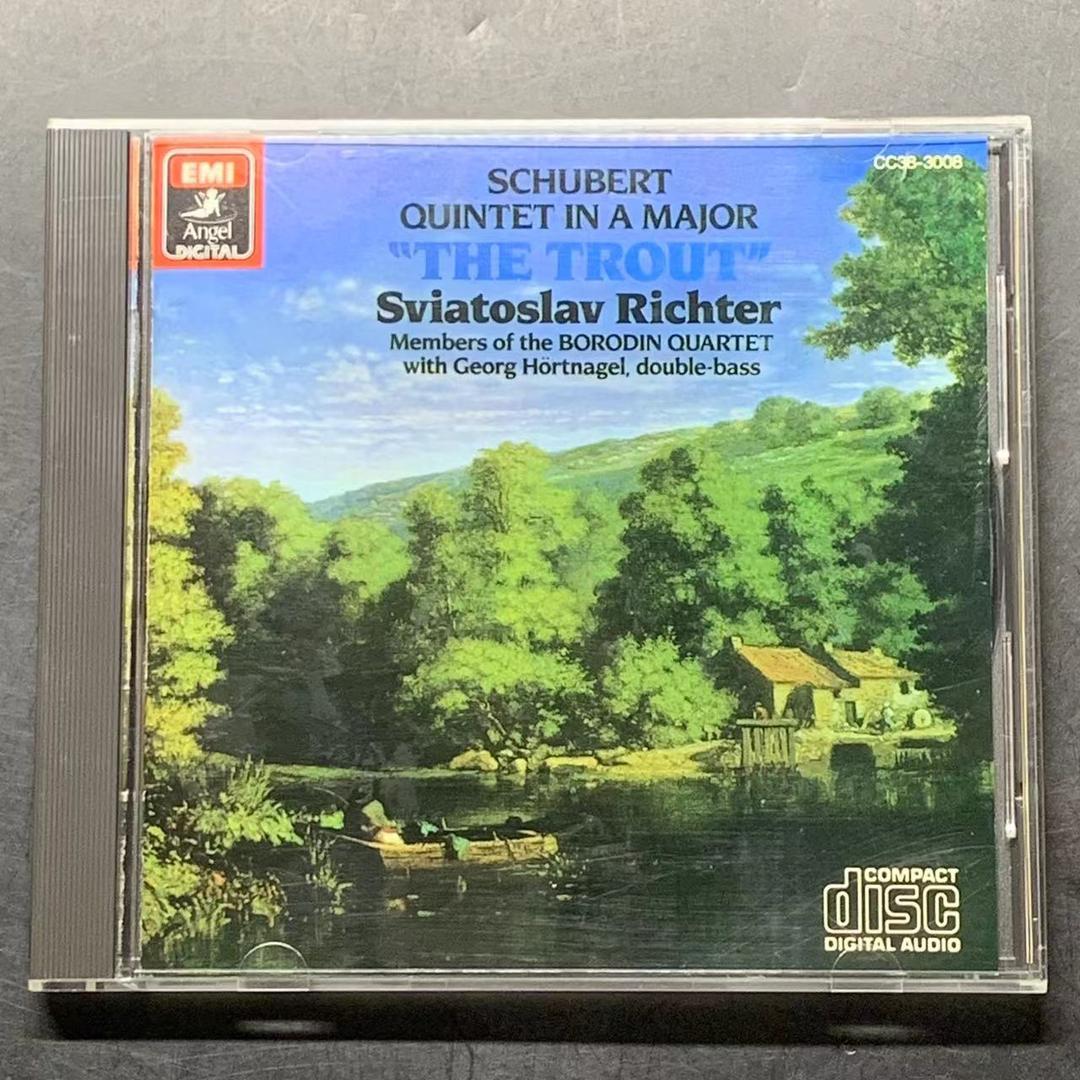 EMI
Angel
DIGITAL
CC38-3008
SCHUBERT
QUINTET IN A MAJOR
"THE TROUT"
Sviatoslav Richter
Members of the BORODIN QUARTET
with Georg Hörtnagel, double-bass
COMPACT
disc
DIGITAL AUDIO